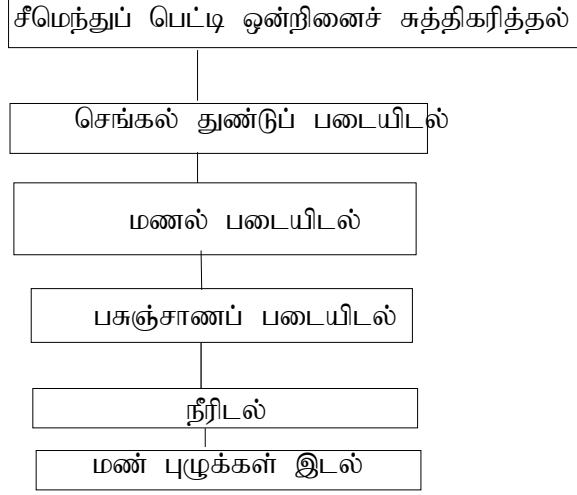 சீமெந்துப் பெட்டி ஒன்றினைச் சுத்திகரித்தல்
செங்கல் துண்டுப் படையிடல்
மணல் படையிடல்
பசுஞ்சாணப் படையிடல்
நீரிடல்
மண் புழுக்கள் இடல்